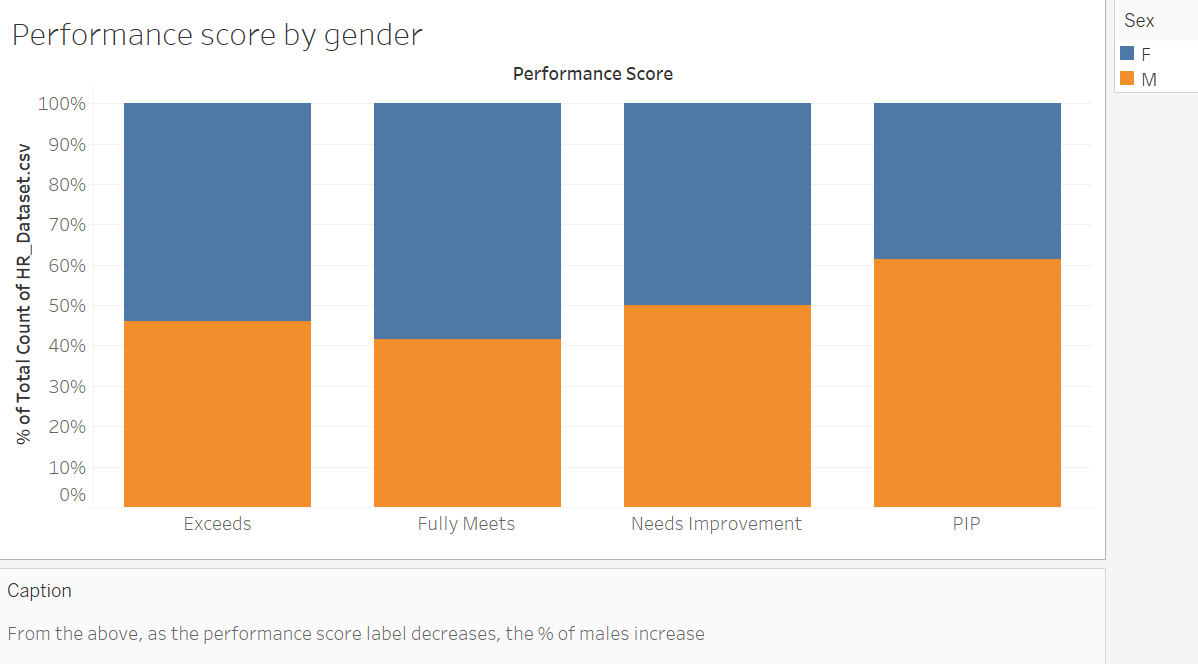 Performance score by gender
Sex
F
M
Performance Score
% of Total Count of HR_Dataset.csv
100%
90%
80%
70%
60%
50%
40%
30%
20%
10%
0%
Exceeds
Fully Meets
Needs Improvement
PIP
Caption
From the above, as the performance score label decreases, the % of males increase